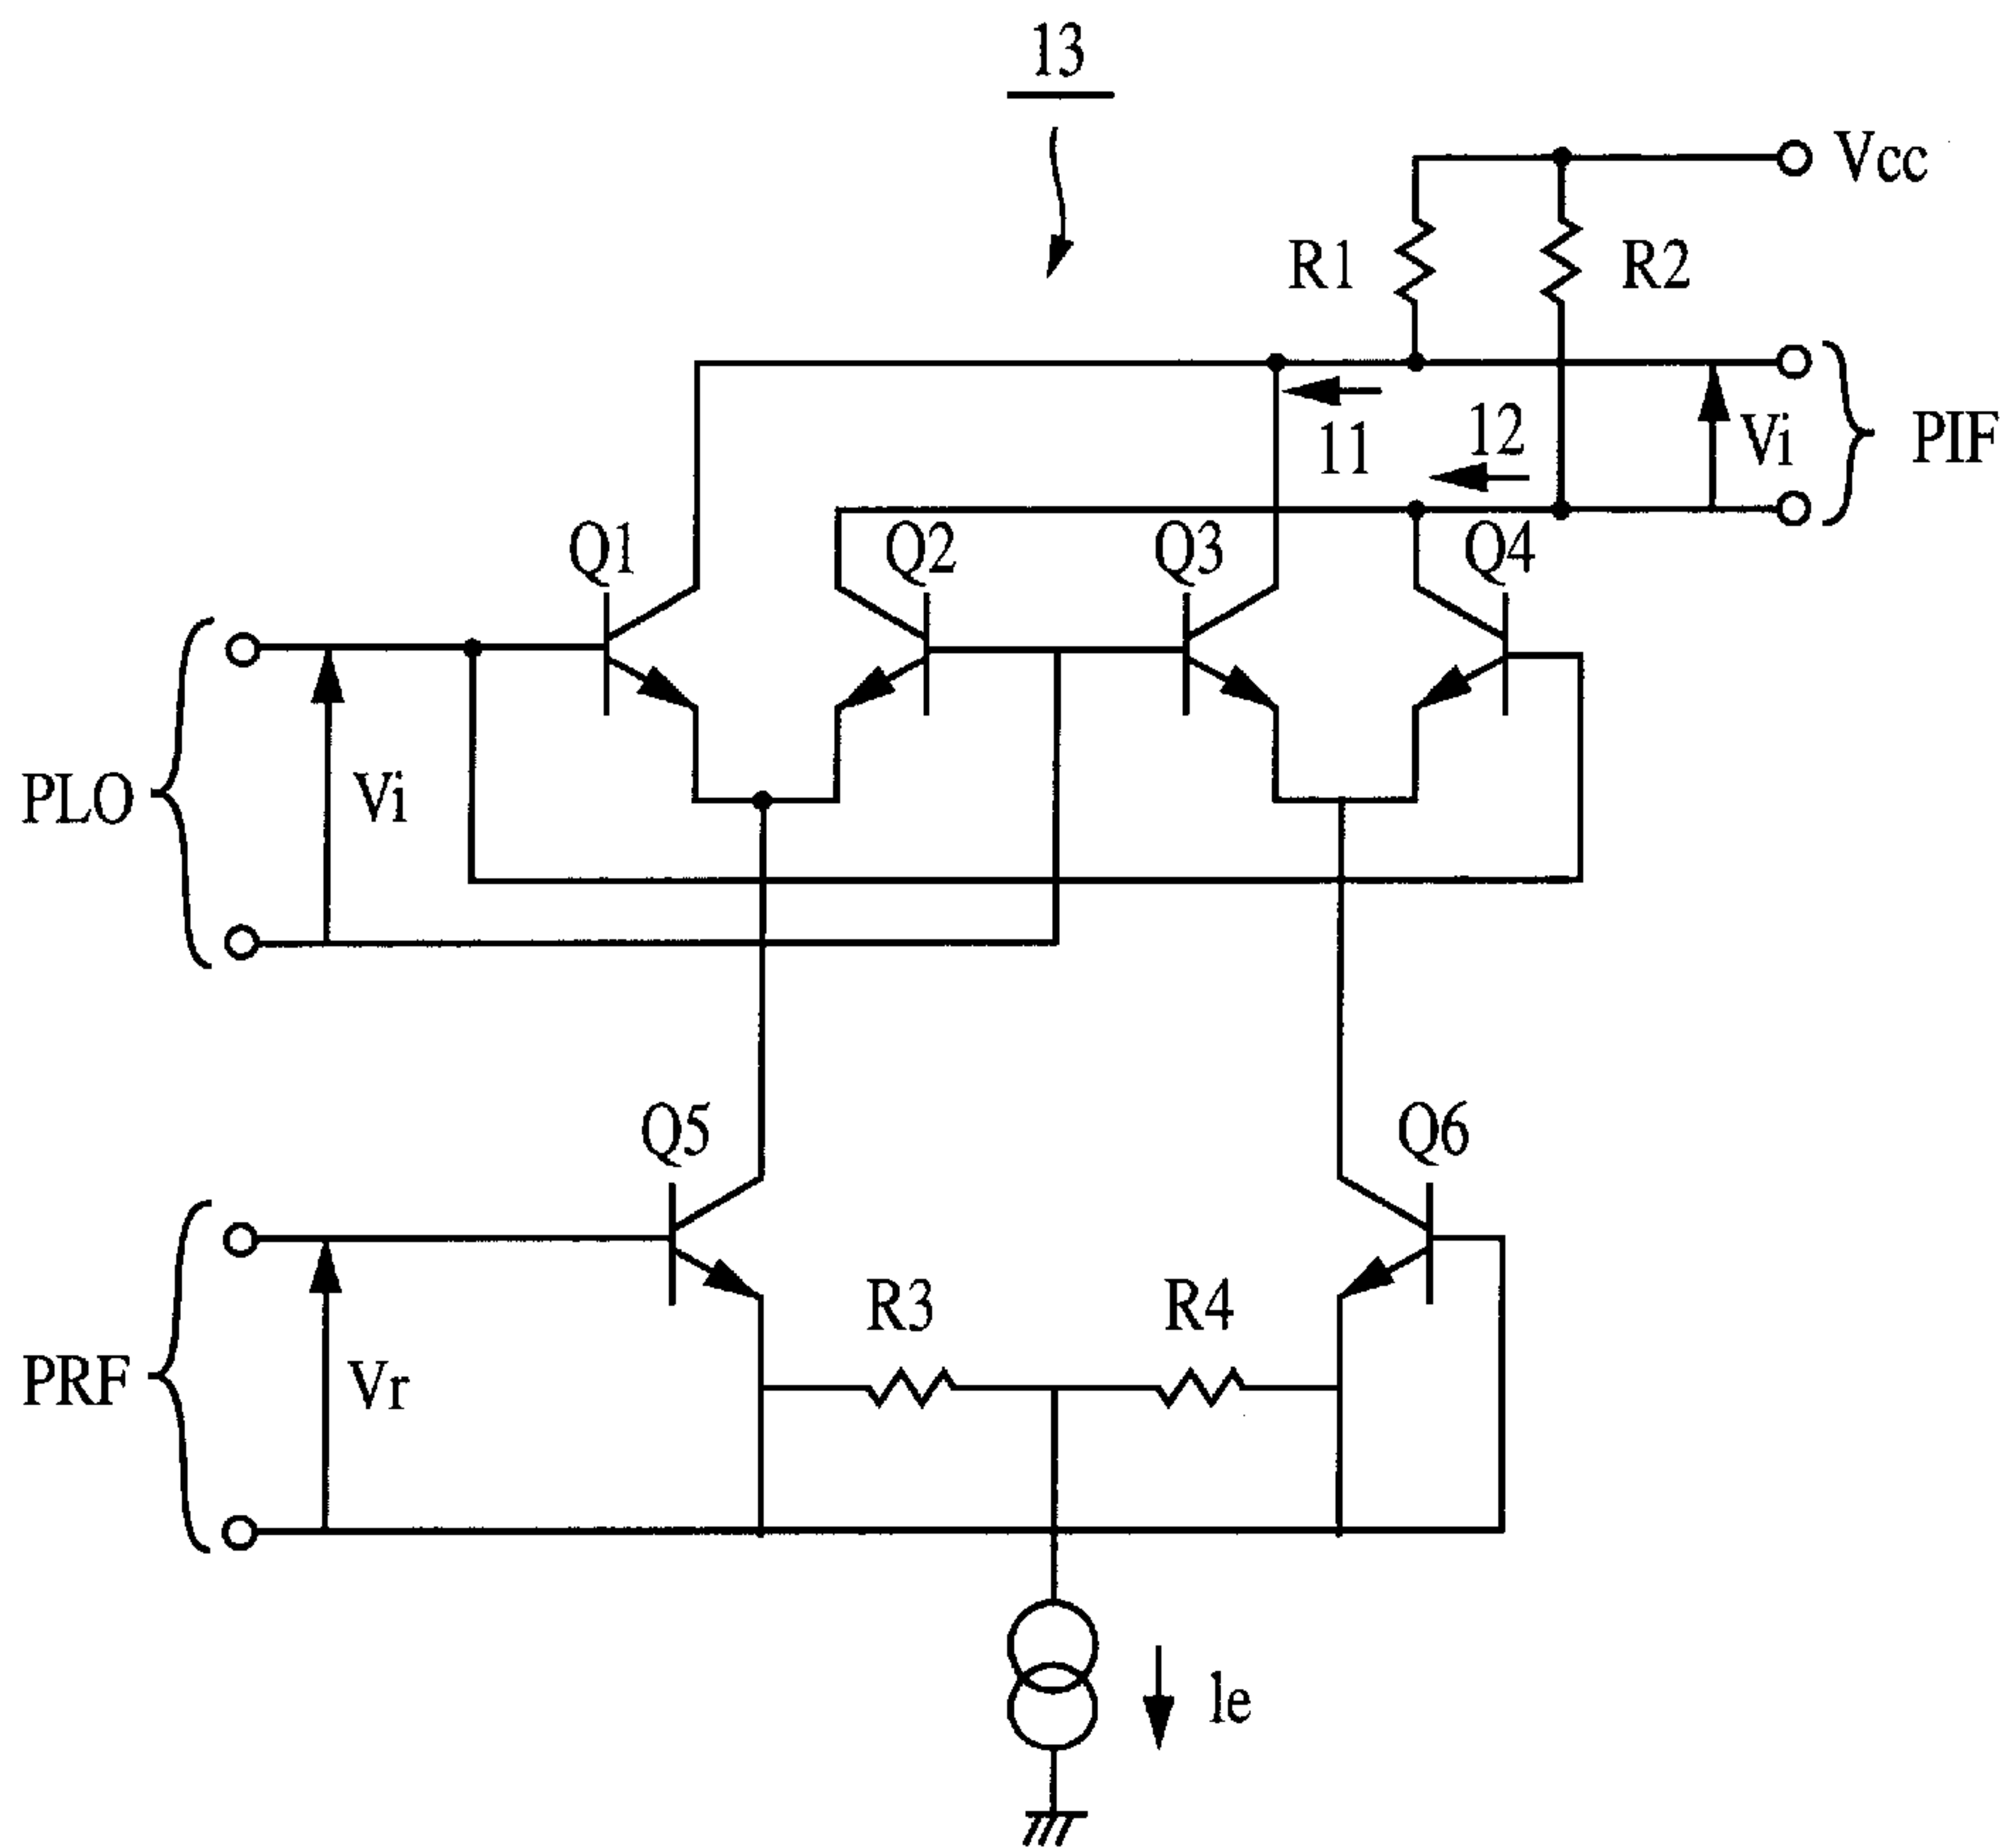 13
Vcc
R1
R2
11
12
Vi
PIF
Q1
Q2
Q3
Q4
PLO
Vi
Q5
Q6
PRF
Vr
R3
R4
Ie